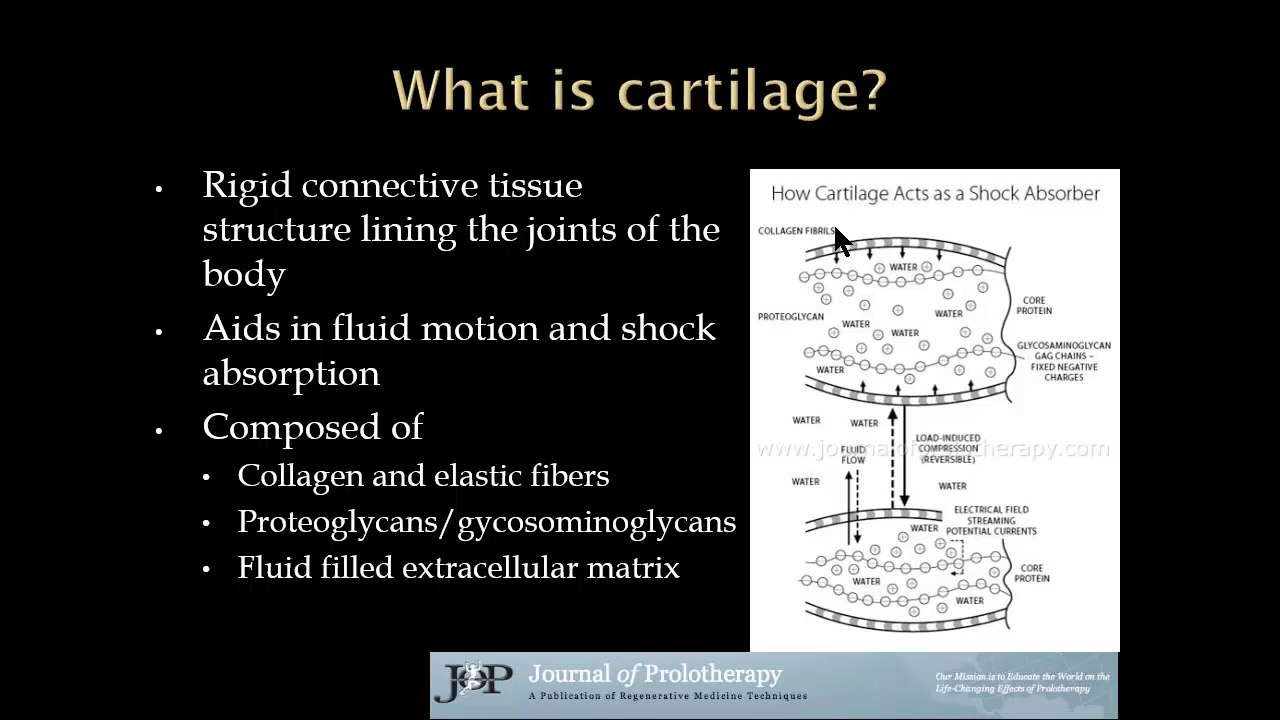 What is cartilage?
• Rigid connective tissue
structure lining the joints of the
body
• Aids in fluid motion and shock
absorption
• Composed of
• Collagen and elastic fibers
• Proteoglycans/gycosominoglycans
• Fluid filled extracellular matrix
How Cartilage Acts as a Shock Absorber
COLLAGEN FIBRILS
WATER
CORE
PROTEIN
PROTEOGLYCAN
WATER
WATER
WATER
GLYCOSAMINOGLYCAN
GAG CHAINS –
FIXED NEGATIVE
CHARGES
WATER
WATER
WATER
LOAD-INDUCED
COMPRESSION
(REVERSIBLE)
www.journalofprolotherapy.com
FLUID
FLOW
WATER
WATER
ELECTRICAL FIELD
STREAMING
POTENTIAL CURRENTS
WATER
CORE
PROTEIN
WATER
WATER
JOP
Journal of Prolotherapy
A Publication of Regenerative Medicine Techniques
Our Mission is to Educate the World on the
Life-Changing Effects of Prolotherapy